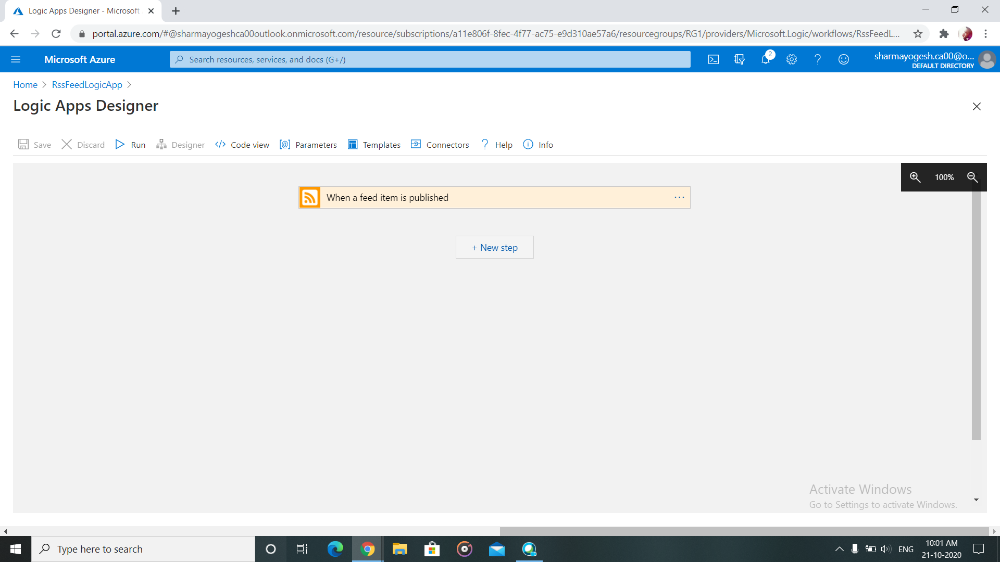 Logic Apps Designer - Microsoft
portal.azure.com/#@sharmayogeshca00outlook.onmicrosoft.com/resource/subscriptions/a11e806f-8fec-4f77-ac75-e9d310ae57a6/resourcegroups/RG1/providers/Microsoft.Logic/workflows/RssFeedL...
Microsoft Azure
Search resources, services, and docs (G+/)
2
sharmayogesh.ca00@o...
DEFAULT DIRECTORY
Home > RssFeedLogicApp >
Logic Apps Designer
Save Discard Run Designer Code view Parameters Templates Connectors Help Info
100%
When a feed item is published ...
+ New step
Activate Windows
Go to Settings to activate Windows.
Type here to search
ENG
10:01 AM
21-10-2020